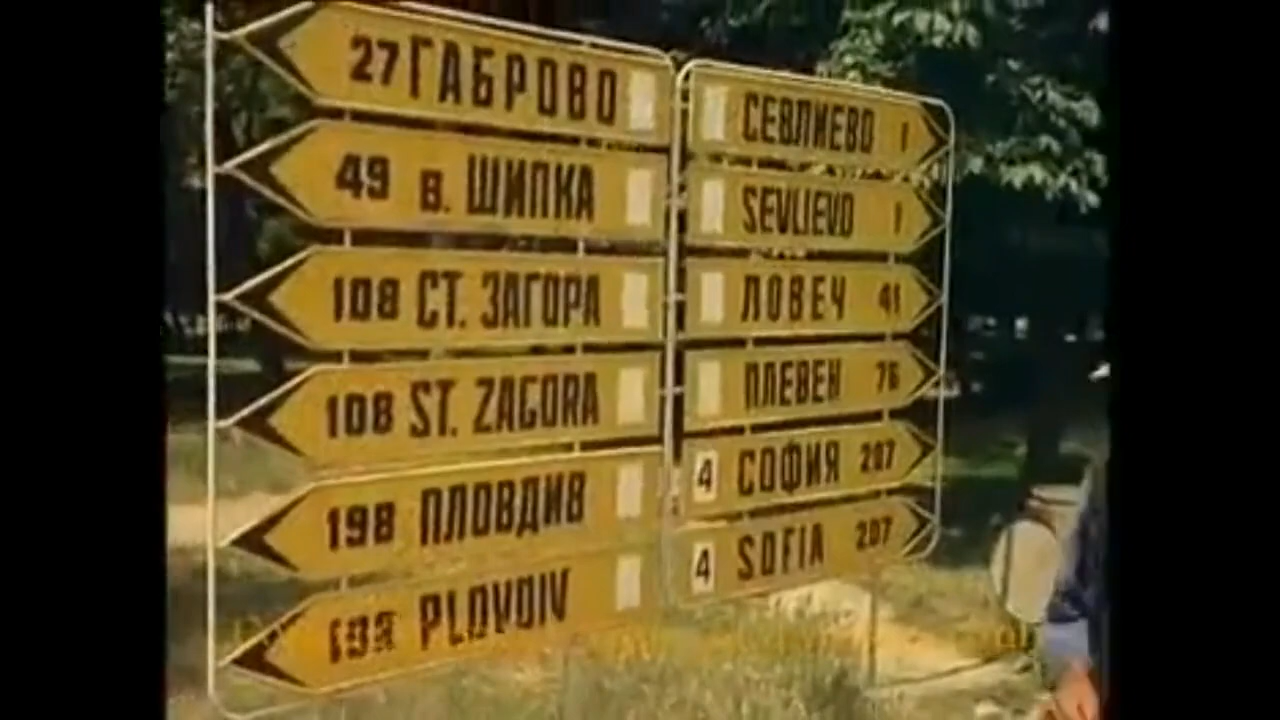 27 ГАБРОВО
49 В. ШИПКА
108 СТ. ЗАГОРА
108 ST. ZAGORA
198 ПЛОВДИВ
198 PLOVDIV
СЕВЛИЕВО 1
SEVLIEVO 1
ЛОВЕЧ 41
ПЛЕВЕН 76
4 СОФИЯ 207
4 SOFIA 207